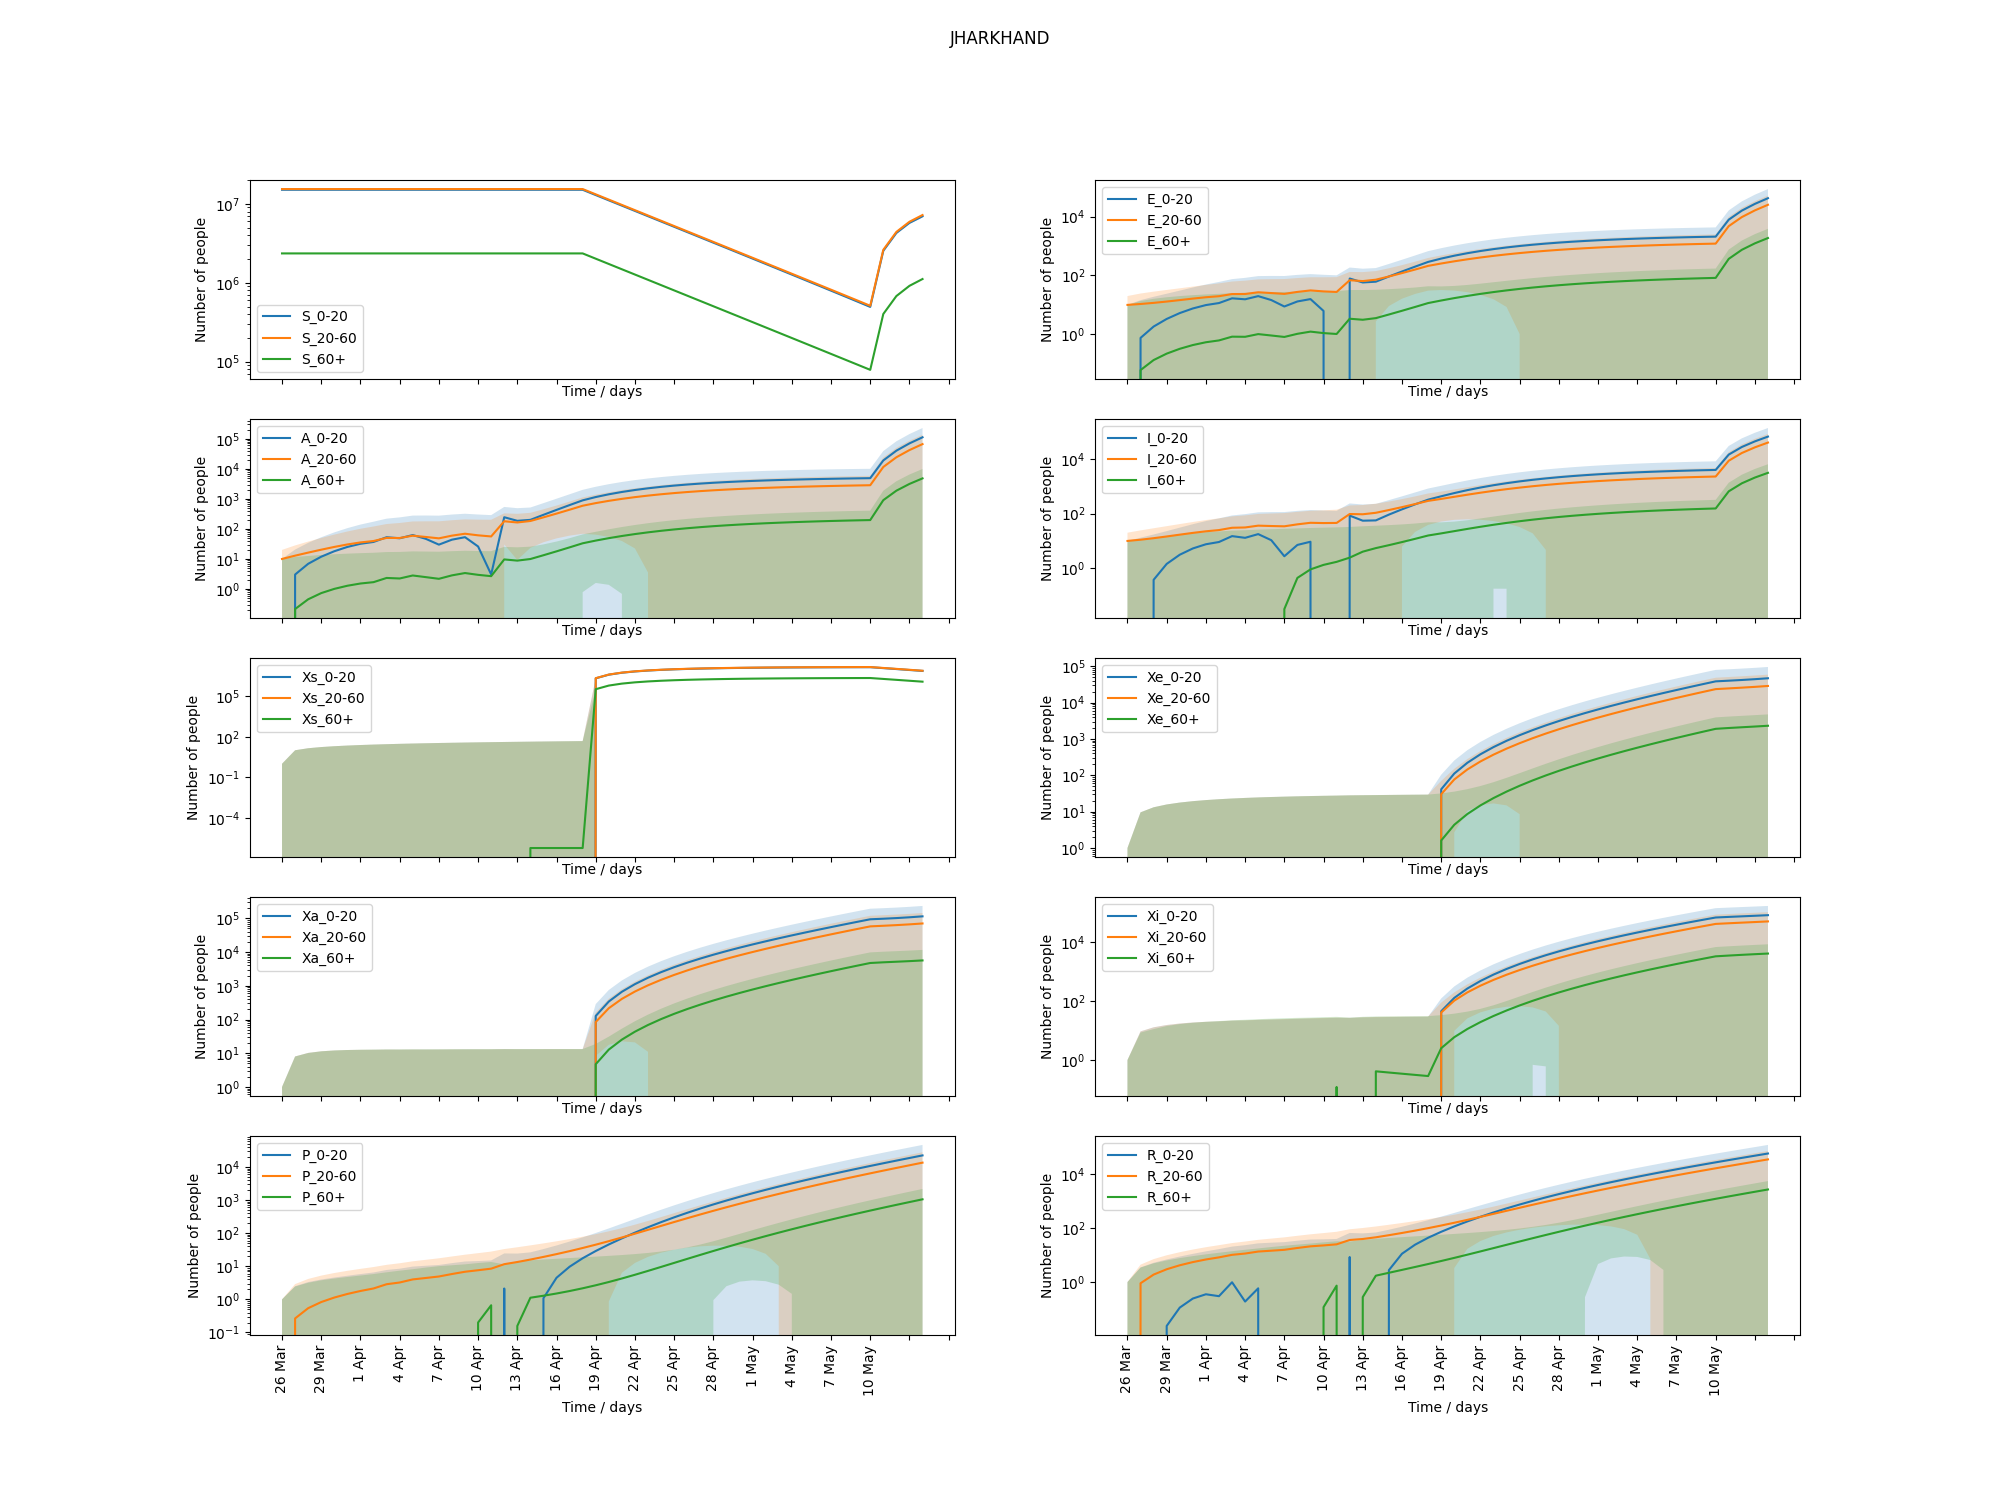 JHARKHAND
Number of people
10^7
10^6
10^5
S_0-20
S_20-60
S_60+
Time / days
Number of people
10^4
10^2
10^0
E_0-20
E_20-60
E_60+
Time / days
Number of people
10^5
10^4
10^3
10^2
10^1
10^0
A_0-20
A_20-60
A_60+
Time / days
Number of people
10^4
10^2
10^0
I_0-20
I_20-60
I_60+
Time / days
Number of people
10^5
10^2
10^−1
10^−4
Xs_0-20
Xs_20-60
Xs_60+
Time / days
Number of people
10^5
10^4
10^3
10^2
10^1
10^0
Xe_0-20
Xe_20-60
Xe_60+
Time / days
Number of people
10^5
10^4
10^3
10^2
10^1
10^0
Xa_0-20
Xa_20-60
Xa_60+
Time / days
Number of people
10^4
10^2
10^0
Xi_0-20
Xi_20-60
Xi_60+
Time / days
Number of people
10^4
10^3
10^2
10^1
10^0
10^−1
P_0-20
P_20-60
P_60+
26 Mar
29 Mar
1 Apr
4 Apr
7 Apr
10 Apr
13 Apr
16 Apr
19 Apr
22 Apr
25 Apr
28 Apr
1 May
4 May
7 May
10 May
Time / days
Number of people
10^4
10^2
10^0
R_0-20
R_20-60
R_60+
26 Mar
29 Mar
1 Apr
4 Apr
7 Apr
10 Apr
13 Apr
16 Apr
19 Apr
22 Apr
25 Apr
28 Apr
1 May
4 May
7 May
10 May
Time / days